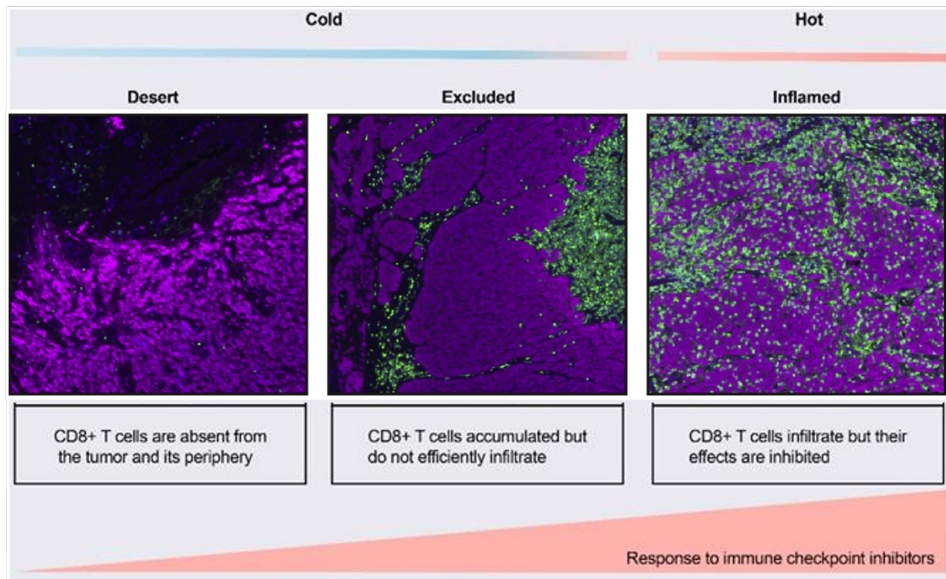 Cold
Hot
Desert
Excluded
Inflamed
CD8+ T cells are absent from
the tumor and its periphery
CD8+ T cells accumulated but
do not efficiently infiltrate
CD8+ T cells infiltrate but their
effects are inhibited
Response to immune checkpoint inhibitors